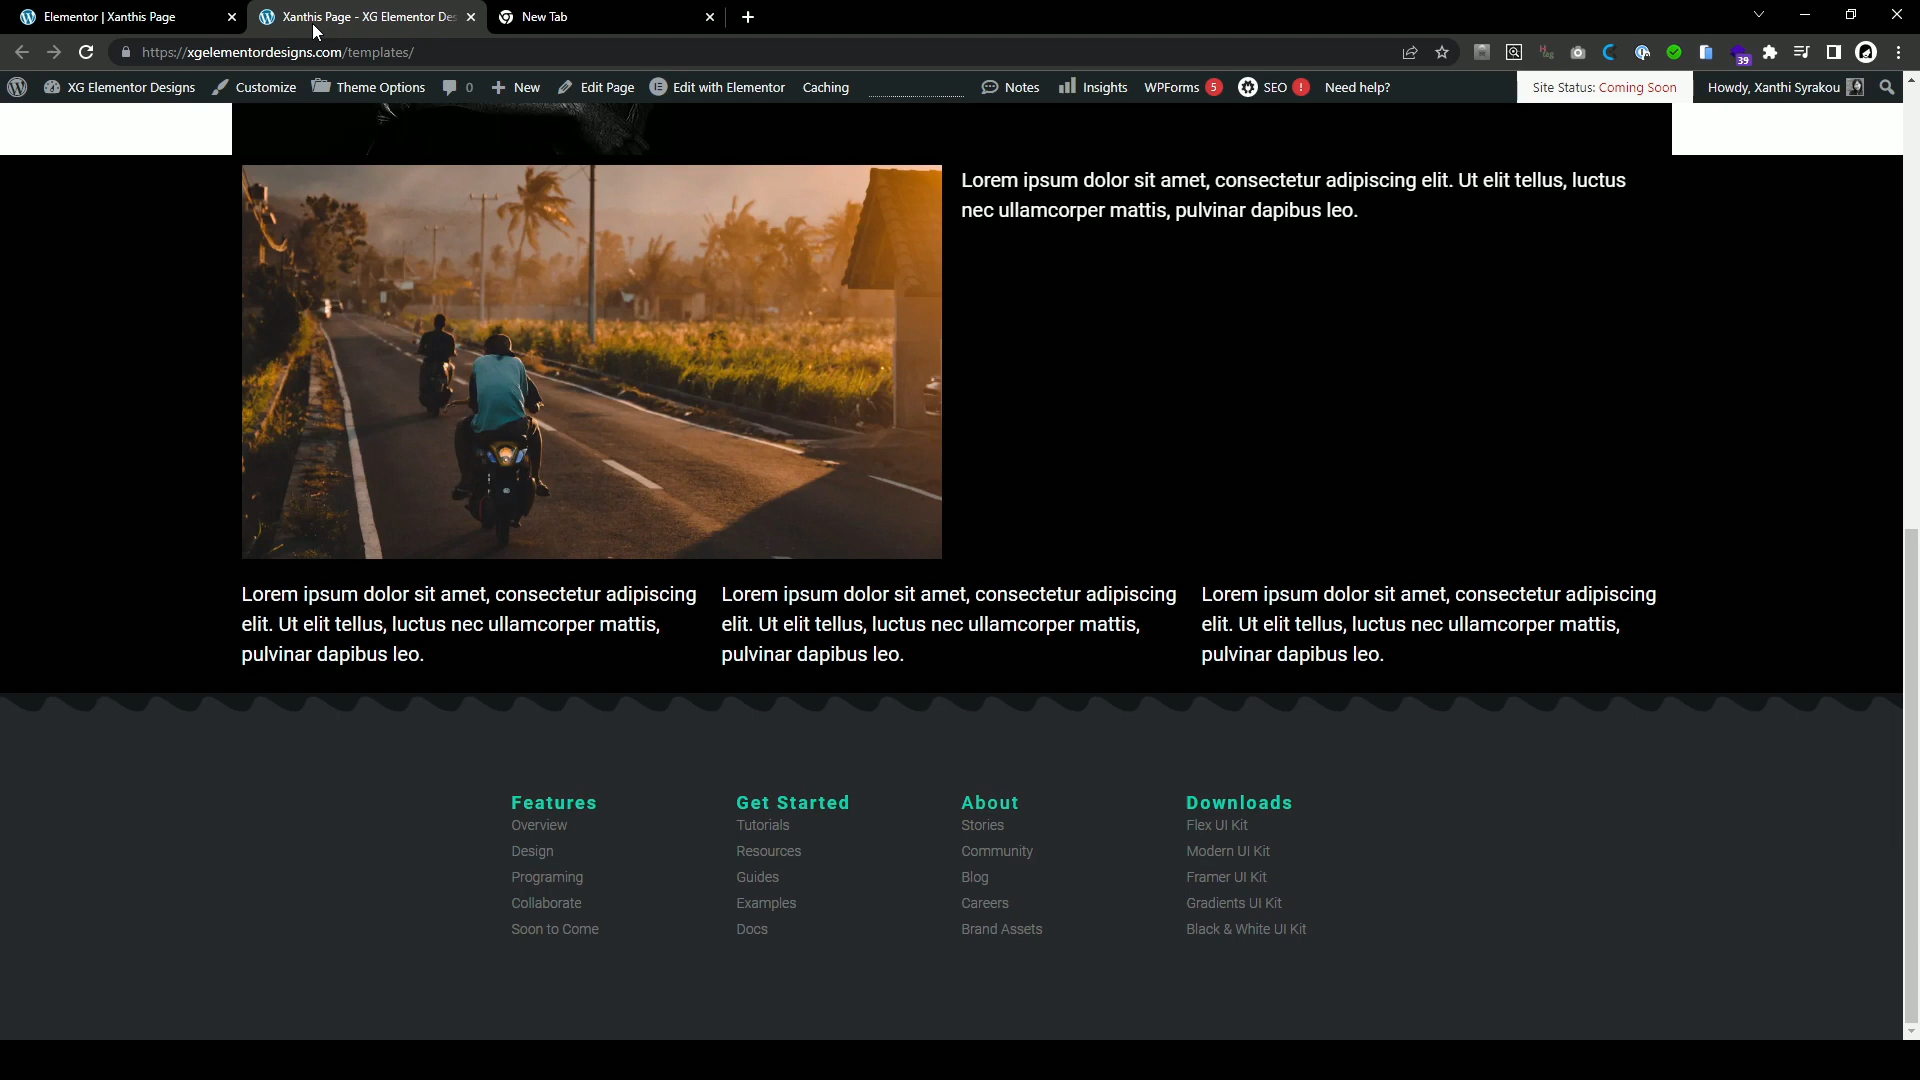 Elementor | Xanthis Page
Xanthis Page - XG Elementor Des
New Tab
https://xgelementordesigns.com/templates/
39
XG Elementor Designs
Customize
Theme Options
0
New
Edit Page
Edit with Elementor
Caching
Notes
Insights
WPForms 5
SEO !
Need help?
Site Status: Coming Soon
Howdy, Xanthi Syrakou
Lorem ipsum dolor sit amet, consectetur adipiscing elit. Ut elit tellus, luctus
nec ullamcorper mattis, pulvinar dapibus leo.
Lorem ipsum dolor sit amet, consectetur adipiscing
elit. Ut elit tellus, luctus nec ullamcorper mattis,
pulvinar dapibus leo.
Lorem ipsum dolor sit amet, consectetur adipiscing
elit. Ut elit tellus, luctus nec ullamcorper mattis,
pulvinar dapibus leo.
Lorem ipsum dolor sit amet, consectetur adipiscing
elit. Ut elit tellus, luctus nec ullamcorper mattis,
pulvinar dapibus leo.
Features
Overview
Design
Programing
Collaborate
Soon to Come
Get Started
Tutorials
Resources
Guides
Examples
Docs
About
Stories
Community
Blog
Careers
Brand Assets
Downloads
Flex UI Kit
Modern UI Kit
Framer UI Kit
Gradients UI Kit
Black & White UI Kit